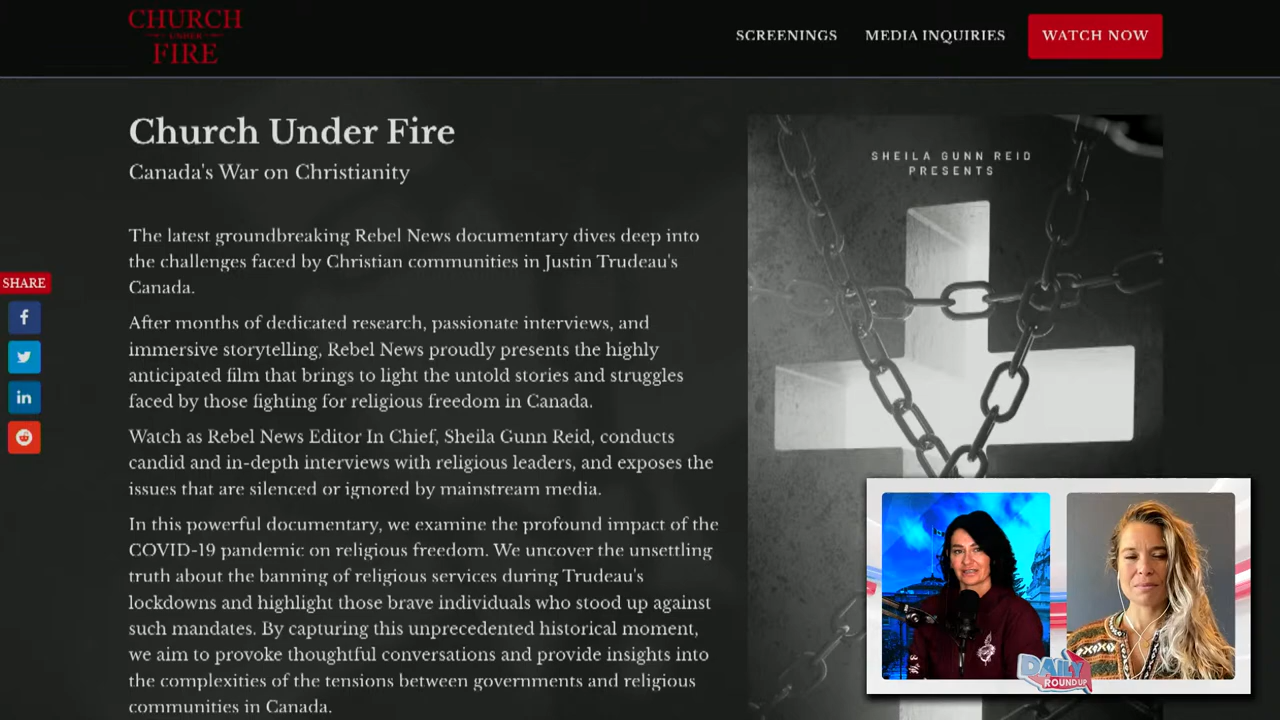 CHURCH
UNDER
FIRE
SCREENINGS
MEDIA INQUIRIES
WATCH NOW
Church Under Fire
Canada's War on Christianity
The latest groundbreaking Rebel News documentary dives deep into
the challenges faced by Christian communities in Justin Trudeau's
Canada.
After months of dedicated research, passionate interviews, and
immersive storytelling, Rebel News proudly presents the highly
anticipated film that brings to light the untold stories and struggles
faced by those fighting for religious freedom in Canada.
Watch as Rebel News Editor In Chief, Sheila Gunn Reid, conducts
candid and in-depth interviews with religious leaders, and exposes the
issues that are silenced or ignored by mainstream media.
In this powerful documentary, we examine the profound impact of the
COVID-19 pandemic on religious freedom. We uncover the unsettling
truth about the banning of religious services during Trudeau's
lockdowns and highlight those brave individuals who stood up against
such mandates. By capturing this unprecedented historical moment,
we aim to provoke thoughtful conversations and provide insights into
the complexities of the tensions between governments and religious
communities in Canada.
SHARE
SHEILA GUNN REID
PRESENTS
DAILY
ROUNDUP